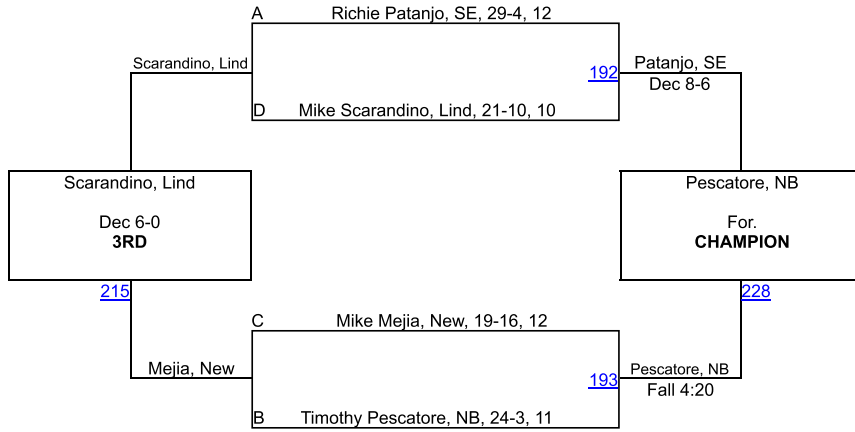 A
Richie Patanjo, SE, 29-4, 12
Scarandino, Lind
192
Patanjo, SE
Dec 8-6
D
Mike Scarandino, Lind, 21-10, 10
Scarandino, Lind
Dec 6-0
3RD
Pescatore, NB
For.
CHAMPION
215
228
C
Mike Mejia, New, 19-16, 12
Mejia, New
193
Pescatore, NB
Fall 4:20
B
Timothy Pescatore, NB, 24-3, 11